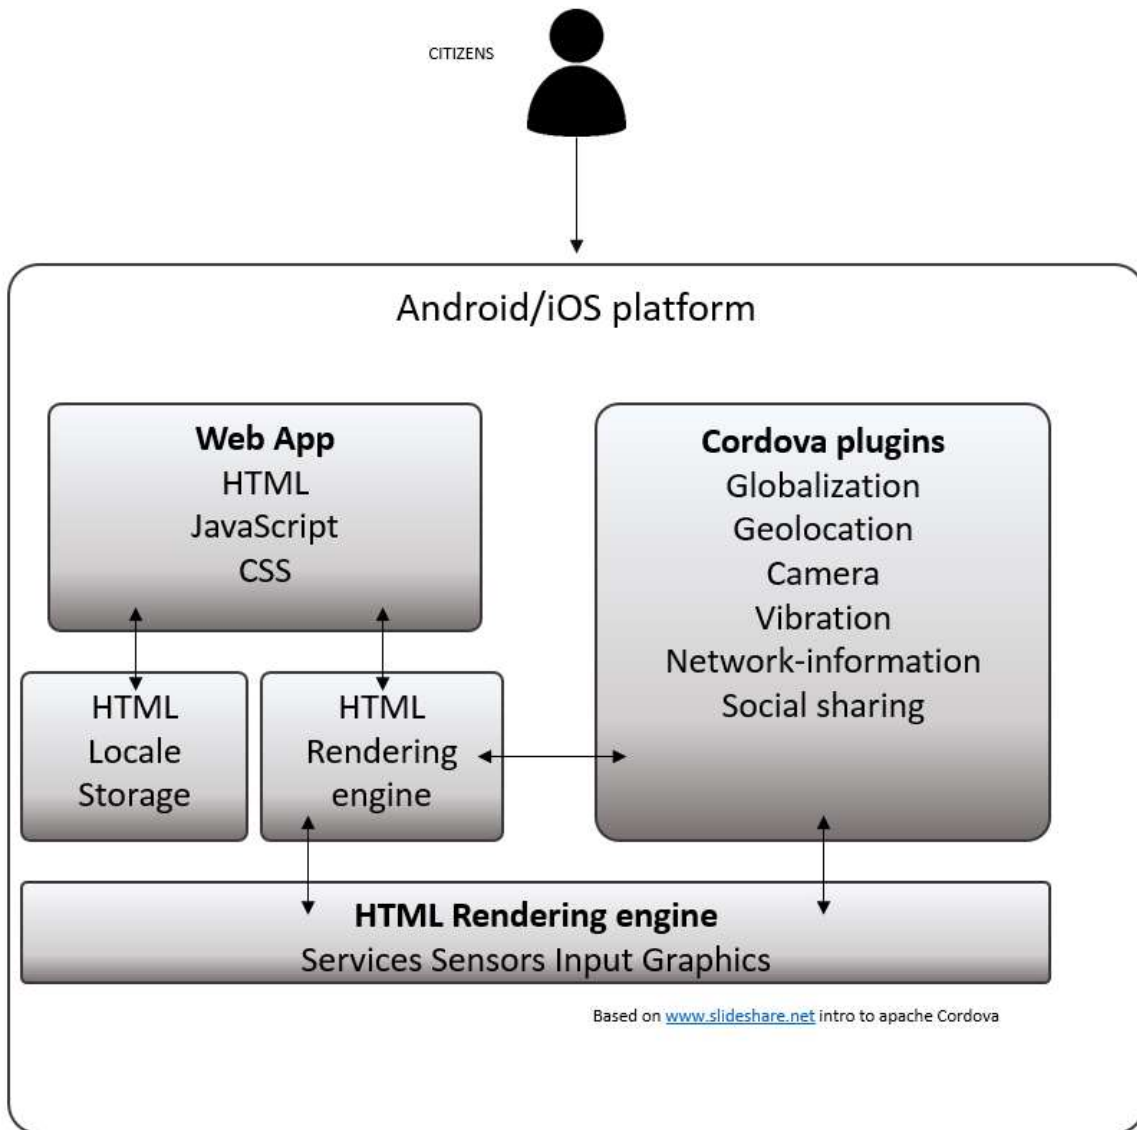 CITIZENS
Android/iOS platform
Web App
HTML
JavaScript
CSS
Cordova plugins
Globalization
Geolocation
Camera
Vibration
Network-information
Social sharing
HTML
Locale
Storage
HTML
Rendering
engine
HTML Rendering engine
Services Sensors Input Graphics
Based on www.slideshare.net intro to apache Cordova